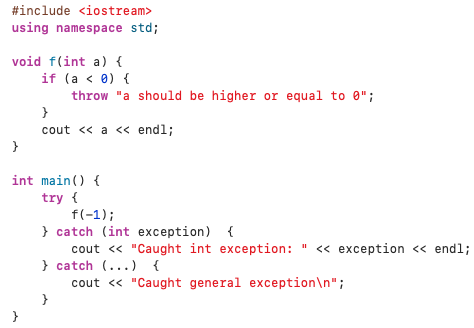 #include <iostream>
using namespace std;
void f(int a) {
    if (a < 0) {
        throw "a should be higher or equal to 0";
    }
    cout << a << endl;
}
int main() {
    try {
        f(-1);
    } catch (int exception)  {
        cout << "Caught int exception: " << exception << endl;
    } catch (...)  {
        cout << "Caught general exception\n";
    }
}